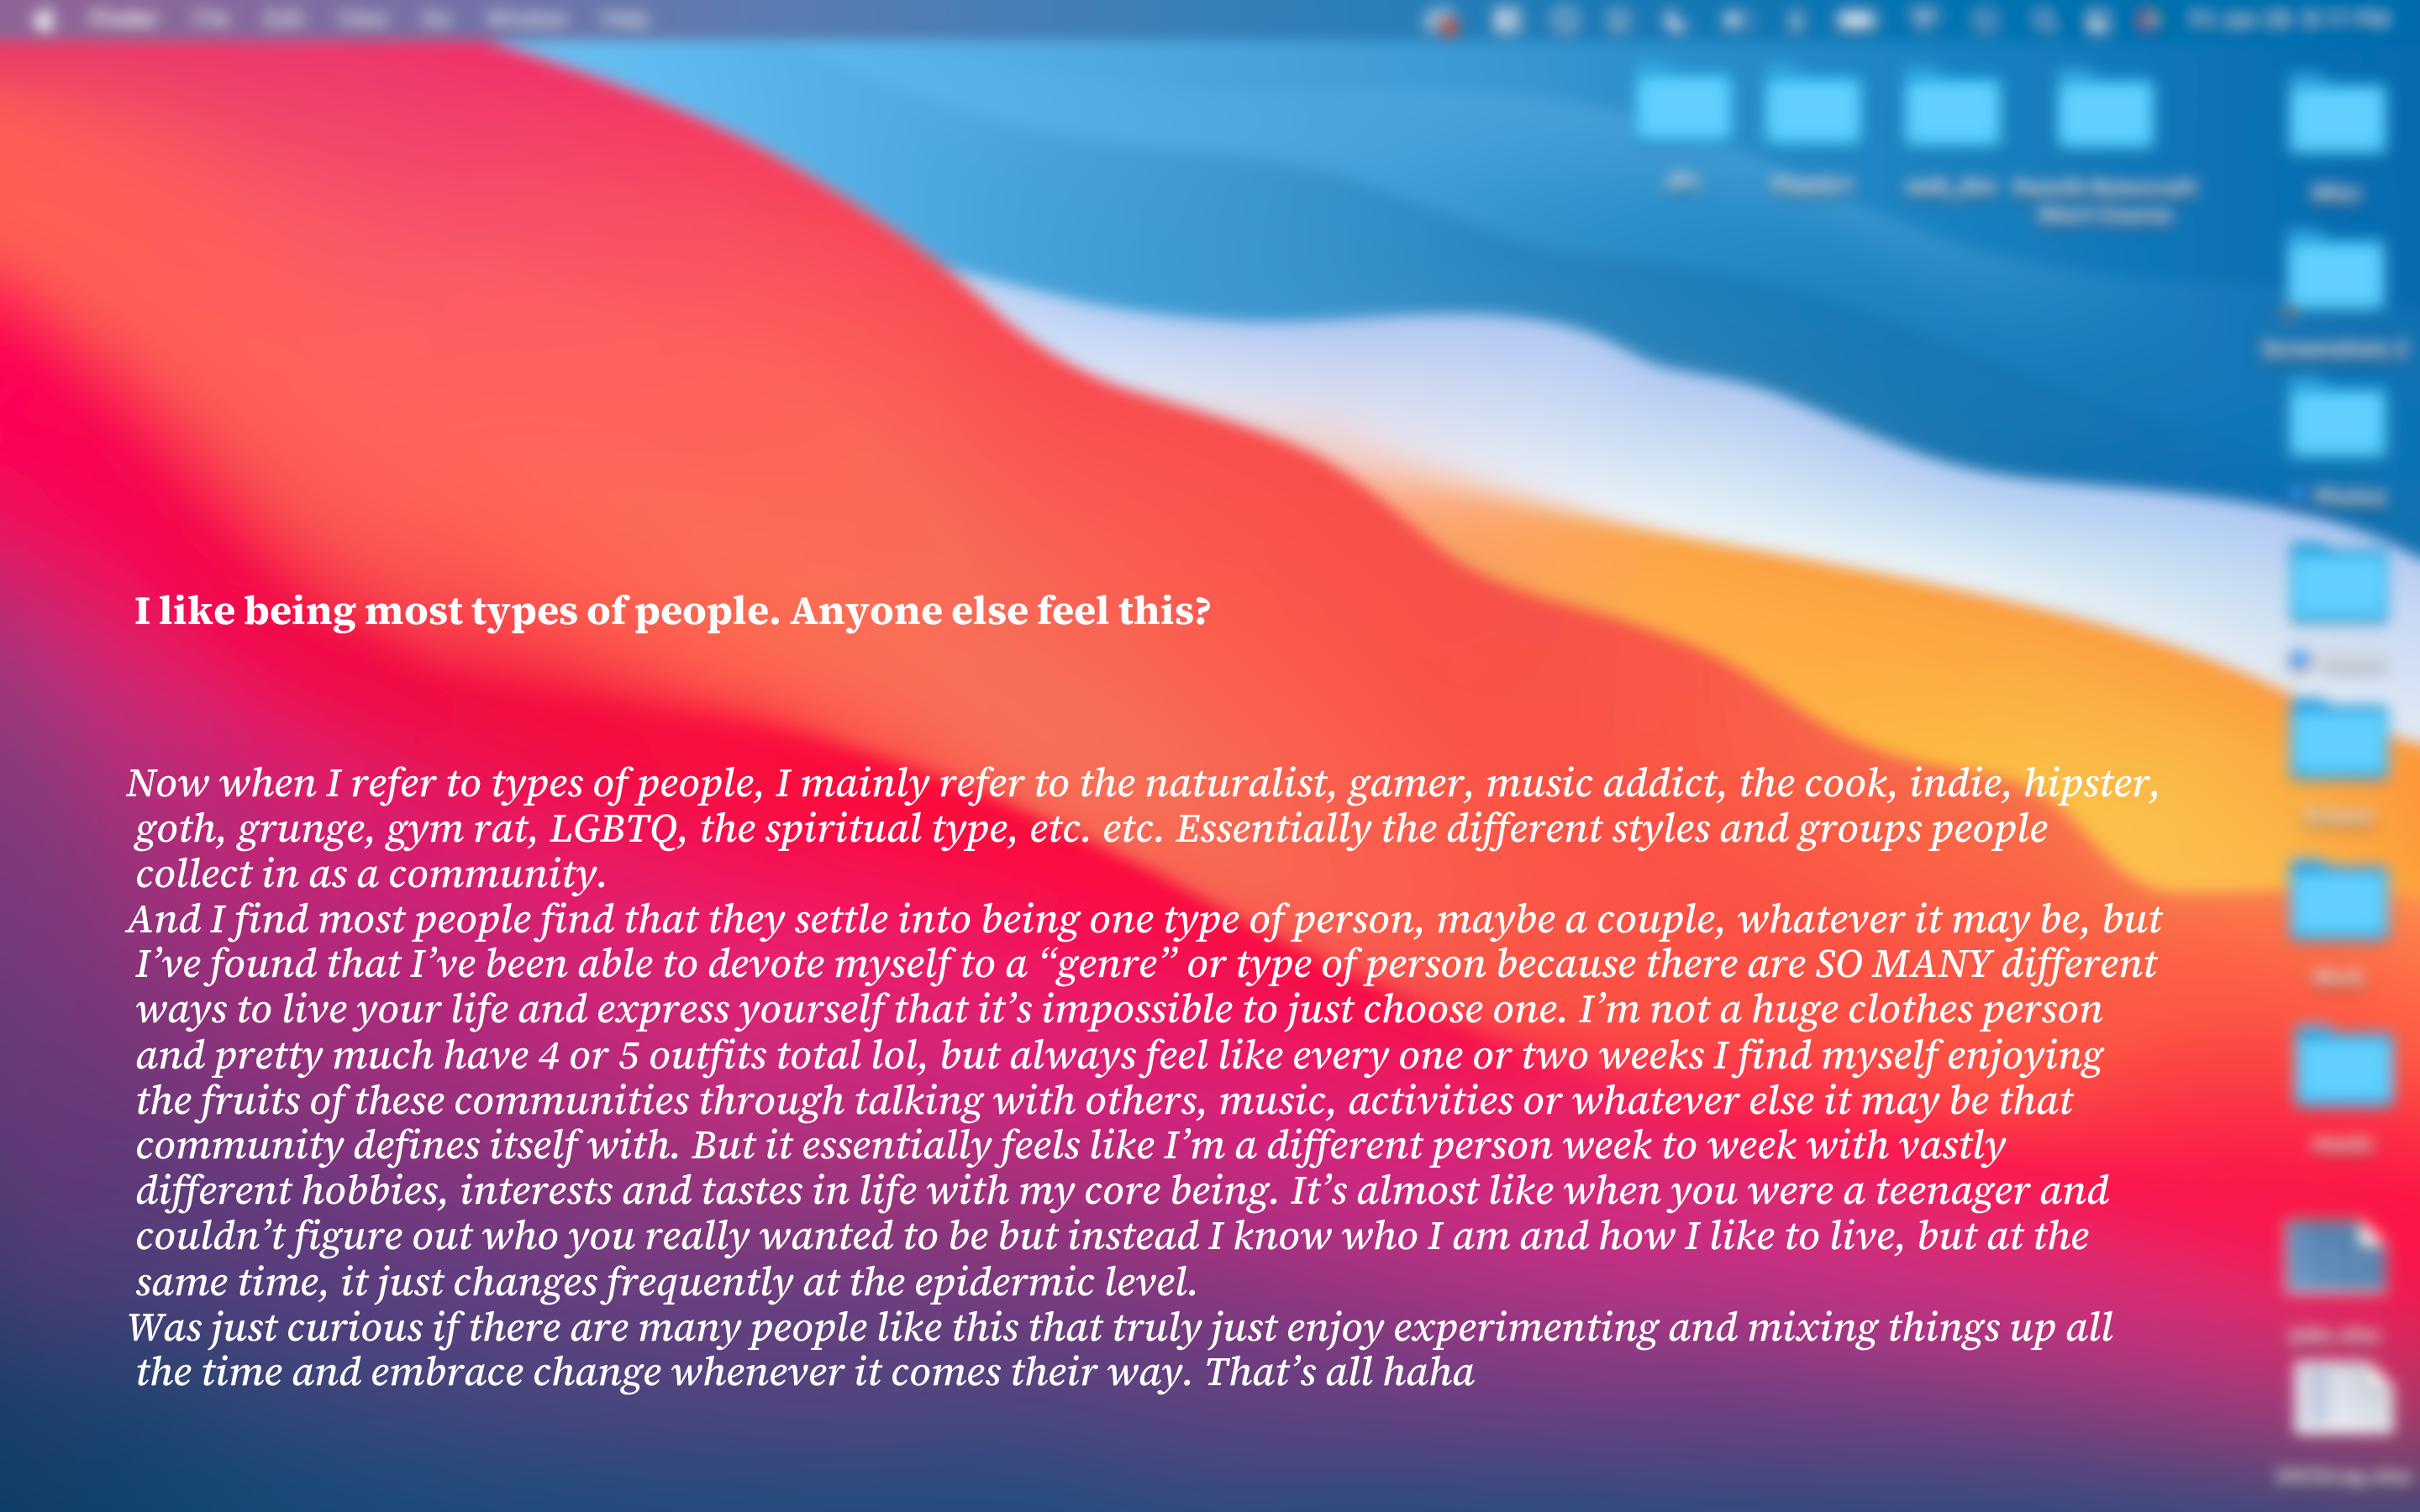 I like being most types of people. Anyone else feel this?
Now when I refer to types of people, I mainly refer to the naturalist, gamer, music addict, the cook, indie, hipster,
goth, grunge, gym rat, LGBTQ, the spiritual type, etc. etc. Essentially the different styles and groups people
collect in as a community.
And I find most people find that they settle into being one type of person, maybe a couple, whatever it may be, but
I’ve found that I’ve been able to devote myself to a “genre” or type of person because there are SO MANY different
ways to live your life and express yourself that it’s impossible to just choose one. I’m not a huge clothes person
and pretty much have 4 or 5 outfits total lol, but always feel like every one or two weeks I find myself enjoying
the fruits of these communities through talking with others, music, activities or whatever else it may be that
community defines itself with. But it essentially feels like I’m a different person week to week with vastly
different hobbies, interests and tastes in life with my core being. It’s almost like when you were a teenager and
couldn’t figure out who you really wanted to be but instead I know who I am and how I like to live, but at the
same time, it just changes frequently at the epidermic level.
Was just curious if there are many people like this that truly just enjoy experimenting and mixing things up all
the time and embrace change whenever it comes their way. That’s all haha